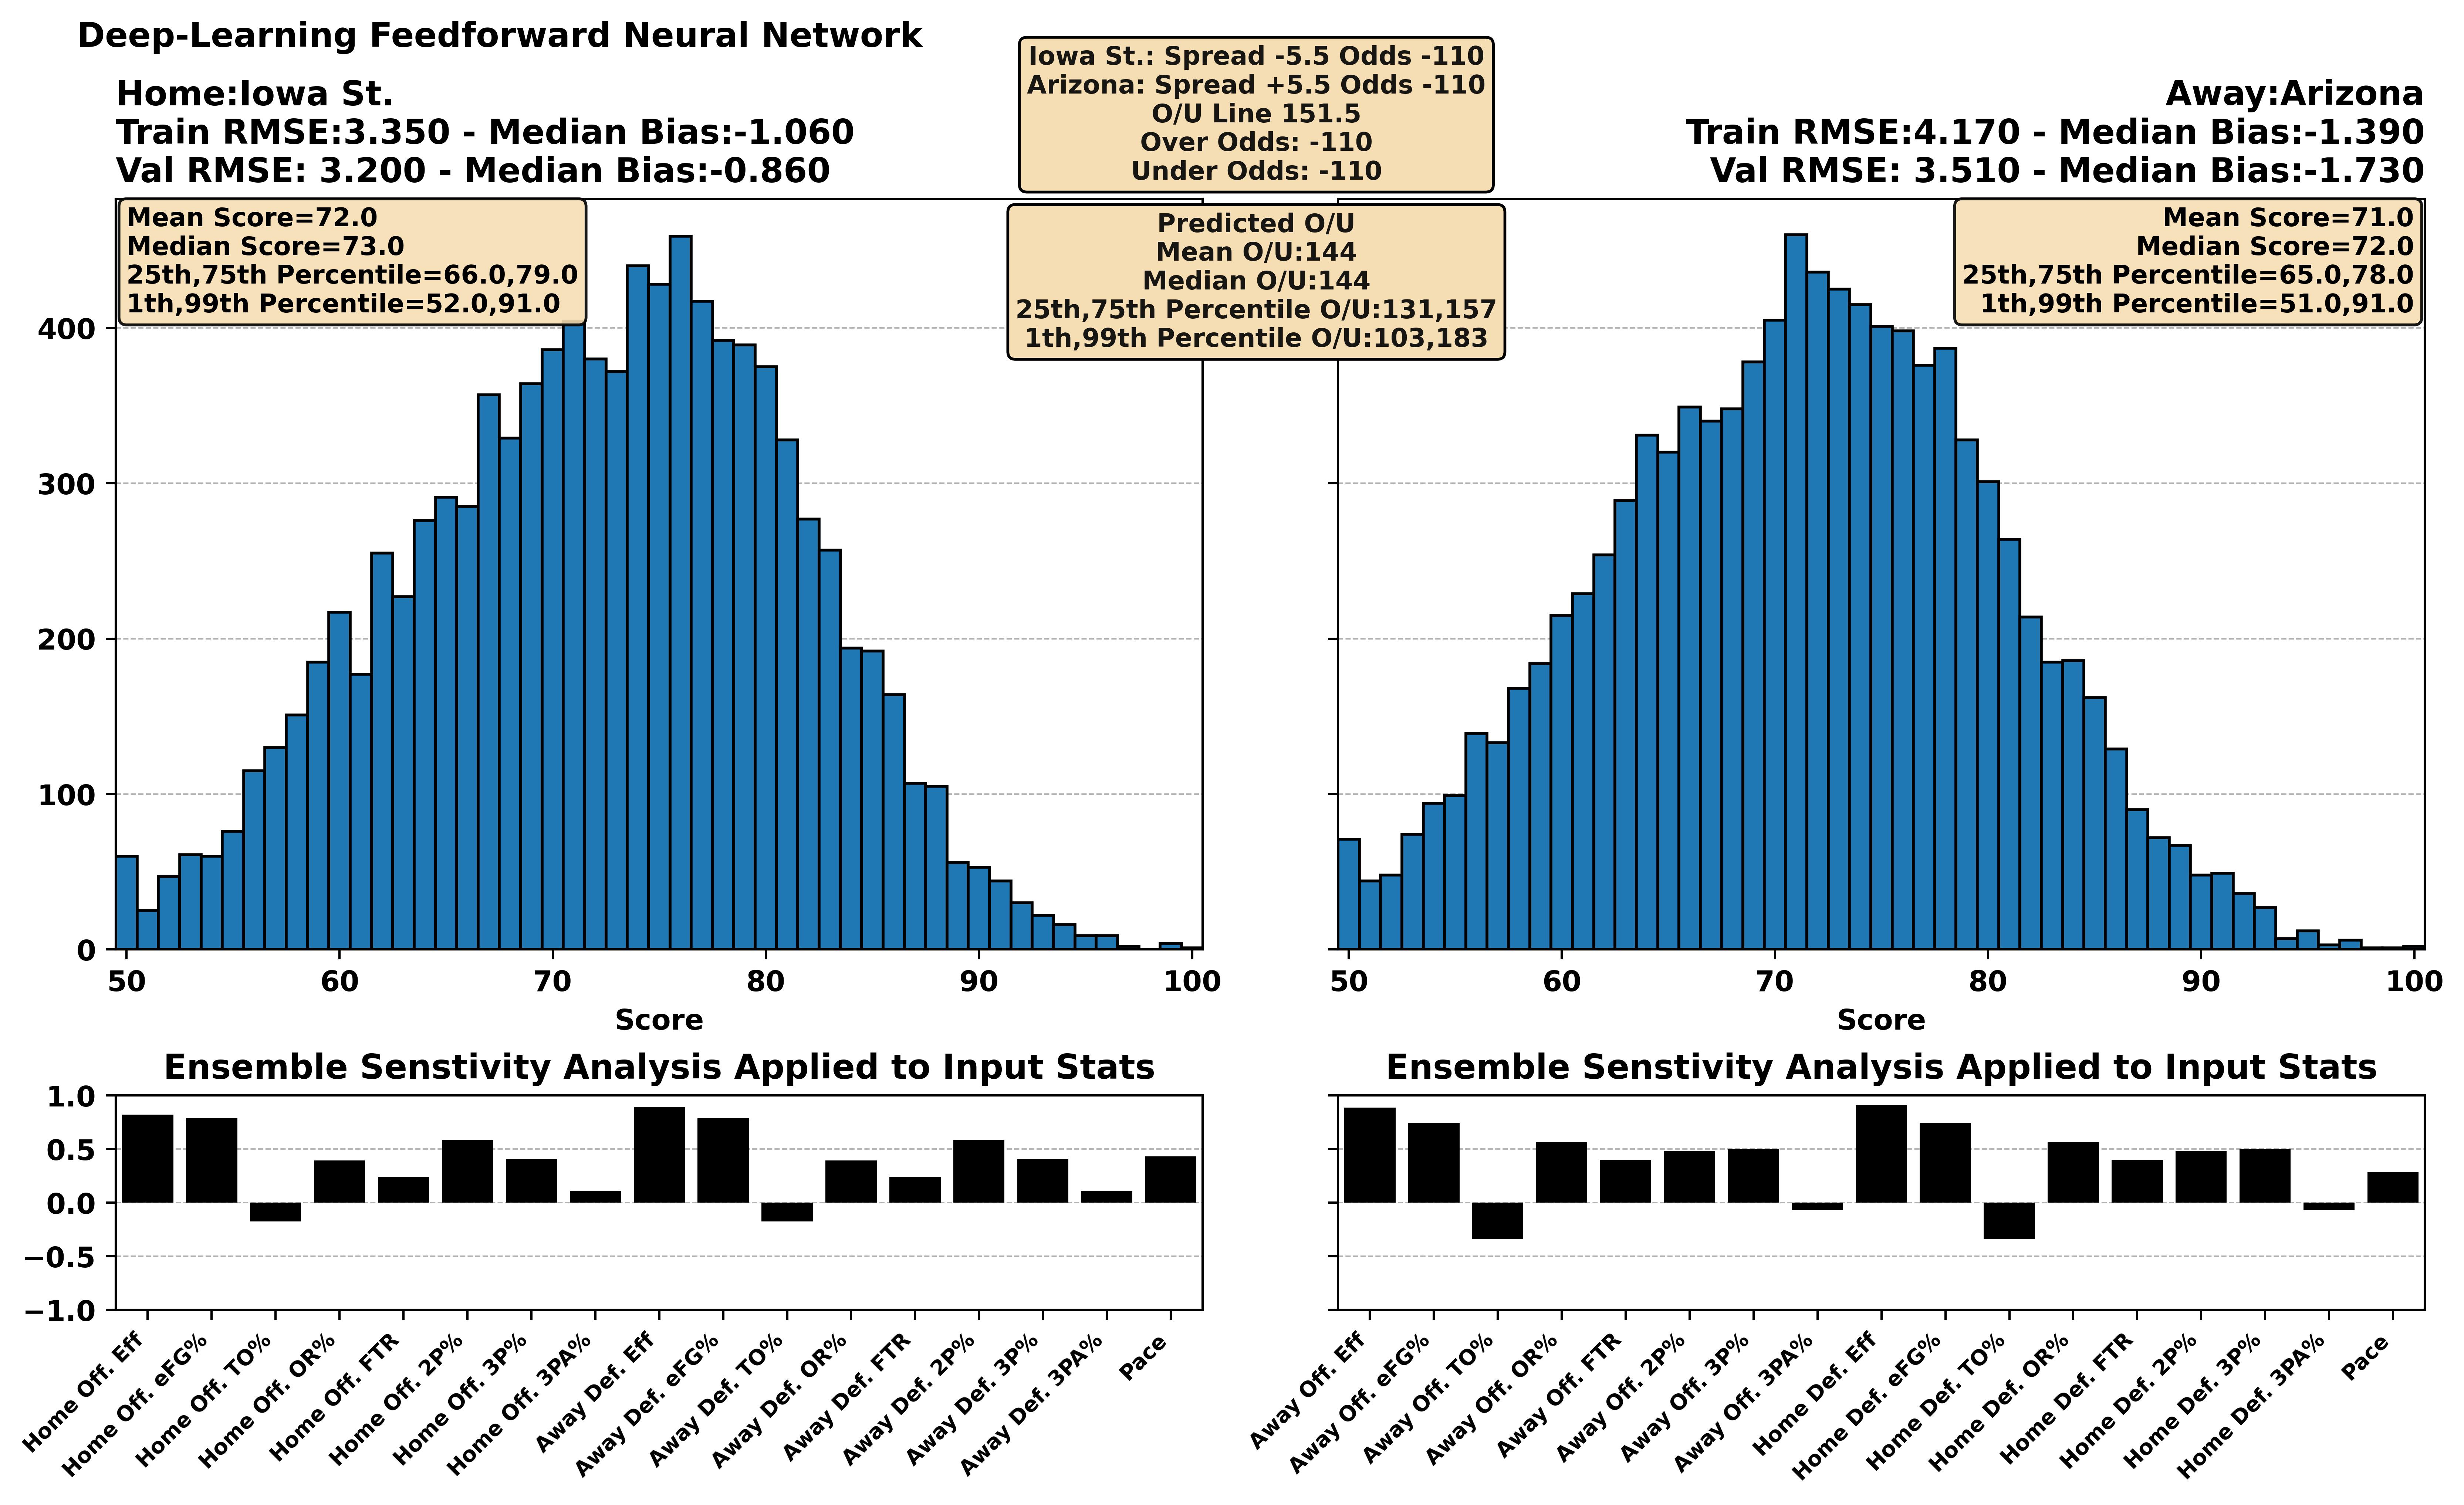 Deep-Learning Feedforward Neural Network
Home:Iowa St.
Train RMSE:3.350 - Median Bias:-1.060
Val RMSE: 3.200 - Median Bias:-0.860
Iowa St.: Spread -5.5 Odds -110
Arizona: Spread +5.5 Odds -110
O/U Line 151.5
Over Odds: -110
Under Odds: -110
Away:Arizona
Train RMSE:4.170 - Median Bias:-1.390
Val RMSE: 3.510 - Median Bias:-1.730
Mean Score=72.0
Median Score=73.0
25th,75th Percentile=66.0,79.0
1th,99th Percentile=52.0,91.0
Predicted O/U
Mean O/U:144
Median O/U:144
25th,75th Percentile O/U:131,157
1th,99th Percentile O/U:103,183
Mean Score=71.0
Median Score=72.0
25th,75th Percentile=65.0,78.0
1th,99th Percentile=51.0,91.0
400
300
200
100
0
50 60 70 80 90 100
Score
50 60 70 80 90 100
Score
Ensemble Senstivity Analysis Applied to Input Stats
1.0
0.5
0.0
−0.5
−1.0
Home Off. Eff
Home Off. eFG%
Home Off. TO%
Home Off. OR%
Home Off. FTR
Home Off. 2P%
Home Off. 3P%
Home Off. 3PA%
Away Def. Eff
Away Def. eFG%
Away Def. TO%
Away Def. OR%
Away Def. FTR
Away Def. 2P%
Away Def. 3P%
Away Def. 3PA%
Pace
Ensemble Senstivity Analysis Applied to Input Stats
Away Off. Eff
Away Off. eFG%
Away Off. TO%
Away Off. OR%
Away Off. FTR
Away Off. 2P%
Away Off. 3P%
Away Off. 3PA%
Home Def. Eff
Home Def. eFG%
Home Def. TO%
Home Def. OR%
Home Def. FTR
Home Def. 2P%
Home Def. 3P%
Home Def. 3PA%
Pace